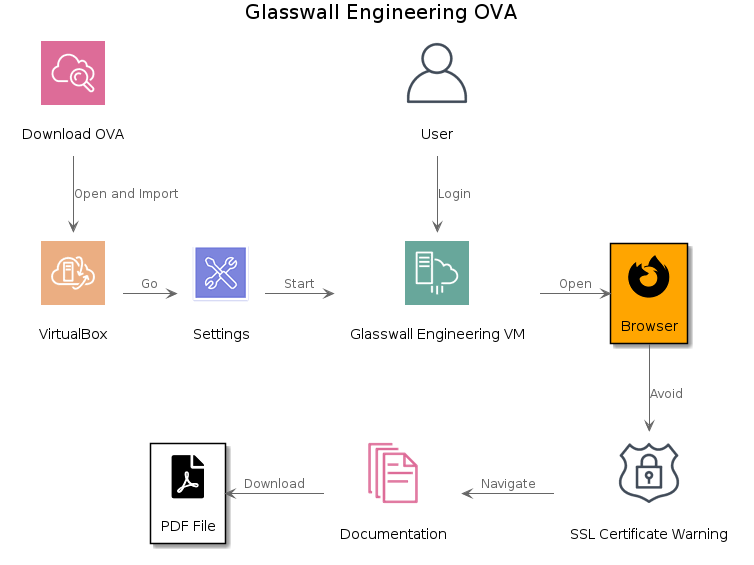 Glasswall Engineering OVA
Download OVA
User
Open and Import
Login
Go
Start
Open
VirtualBox
Settings
Glasswall Engineering VM
Browser
Avoid
Download
Navigate
PDF File
Documentation
SSL Certificate Warning